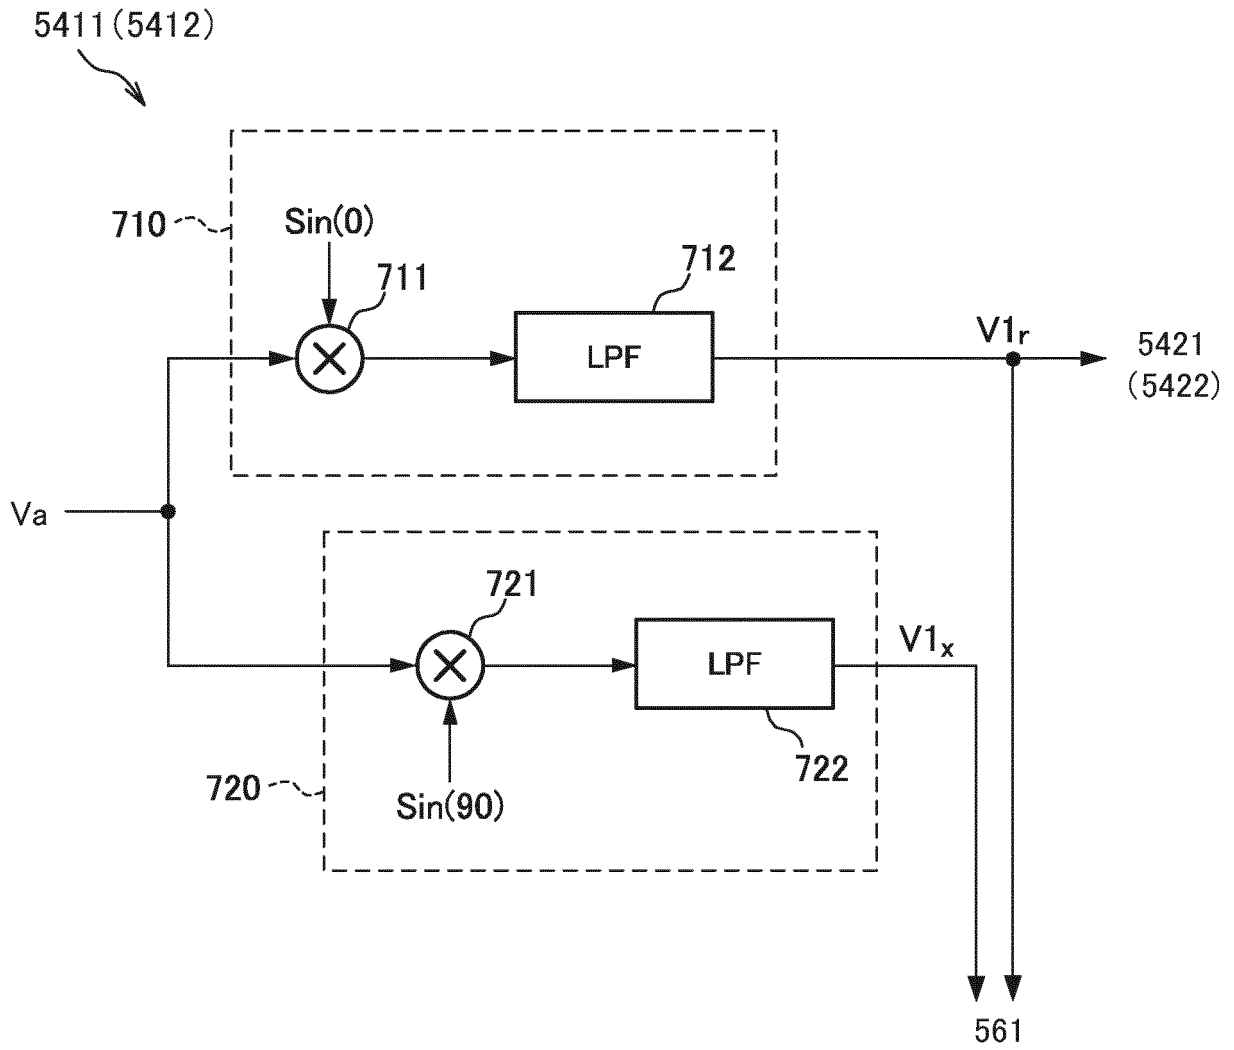 5411(5412)
710
Sin(0)
711
712
LPF
V1r
5421
(5422)
Va
721
LPF
V1x
722
720
Sin(90)
561